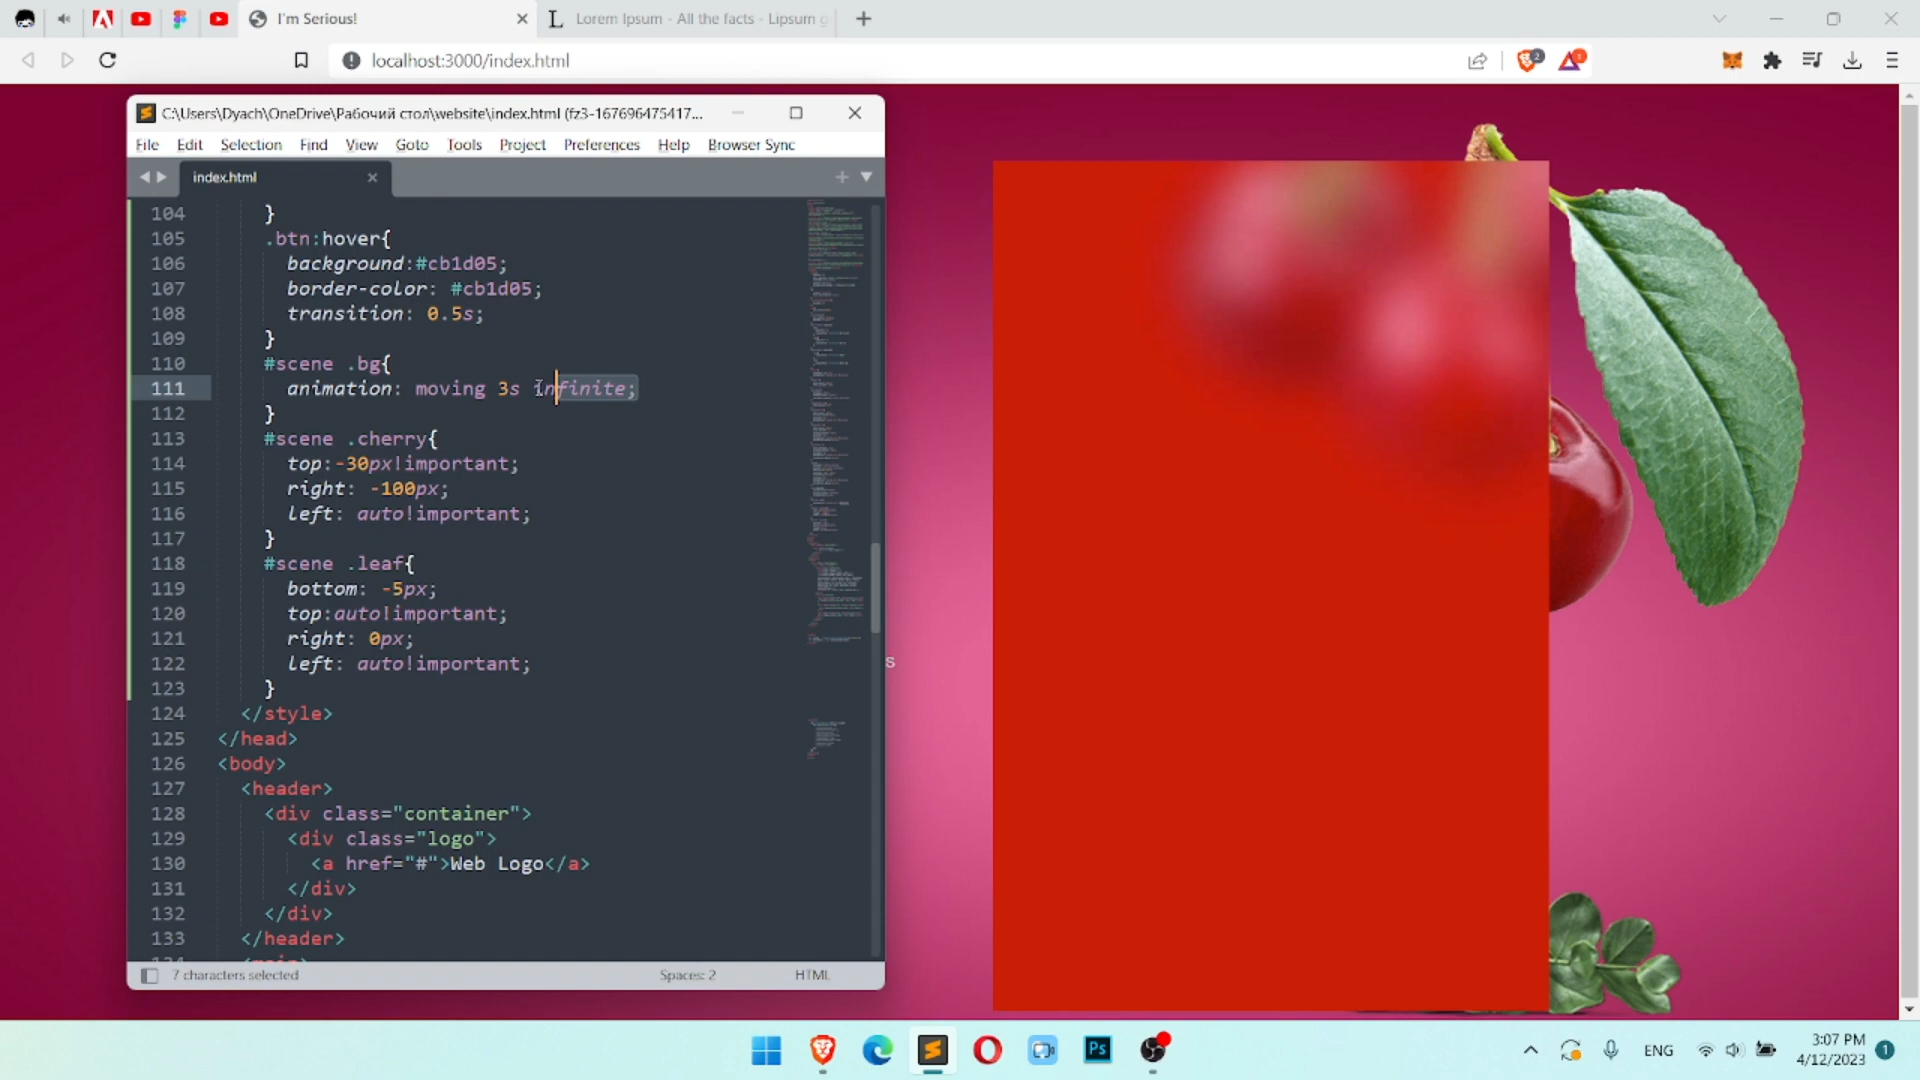 I'm Serious!
Lorem Ipsum - All the facts - Lipsum g
localhost:3000/index.html
2
1
C:\Users\Dyach\OneDrive\Рабочий стол\website\index.html (fz3-167696475417...
File Edit Selection Find View Goto Tools Project Preferences Help Browser Sync
index.html
104 }
105 .btn:hover{
106 background:#cb1d05;
107 border-color: #cb1d05;
108 transition: 0.5s;
109 }
110 #scene .bg{
111 animation: moving 3s infinite;
112 }
113 #scene .cherry{
114 top:-30px!important;
115 right: -100px;
116 left: auto!important;
117 }
118 #scene .leaf{
119 bottom: -5px;
120 top:auto!important;
121 right: 0px;
122 left: auto!important;
123 }
124 </style>
125 </head>
126 <body>
127 <header>
128 <div class="container">
129 <div class="logo">
130 <a href="#">Web Logo</a>
131 </div>
132 </div>
133 </header>
s
7 characters selected
Spaces: 2
HTML
Ps
ENG
3:07 PM
4/12/2023
1